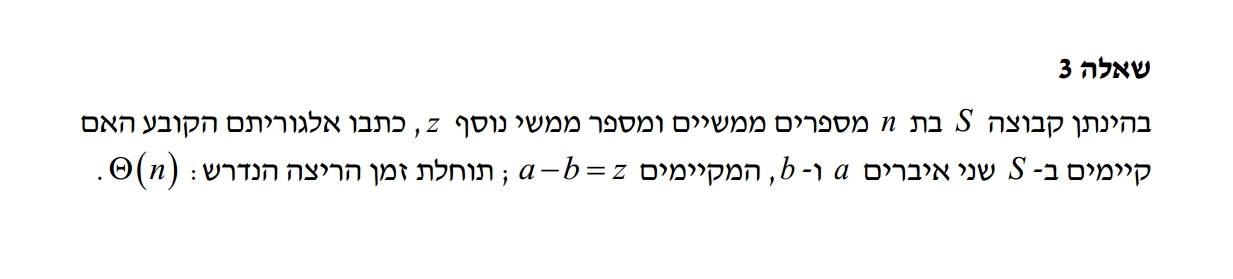 שאלה 3
בהינתן קבוצה S בת n מספרים ממשיים ומספר ממשי נוסף z, כתבו אלגוריתם הקובע האם
קיימים ב- S שני איברים a ו- b, המקיימים a − b = z ; תוחלת זמן הריצה הנדרש : Θ(n).